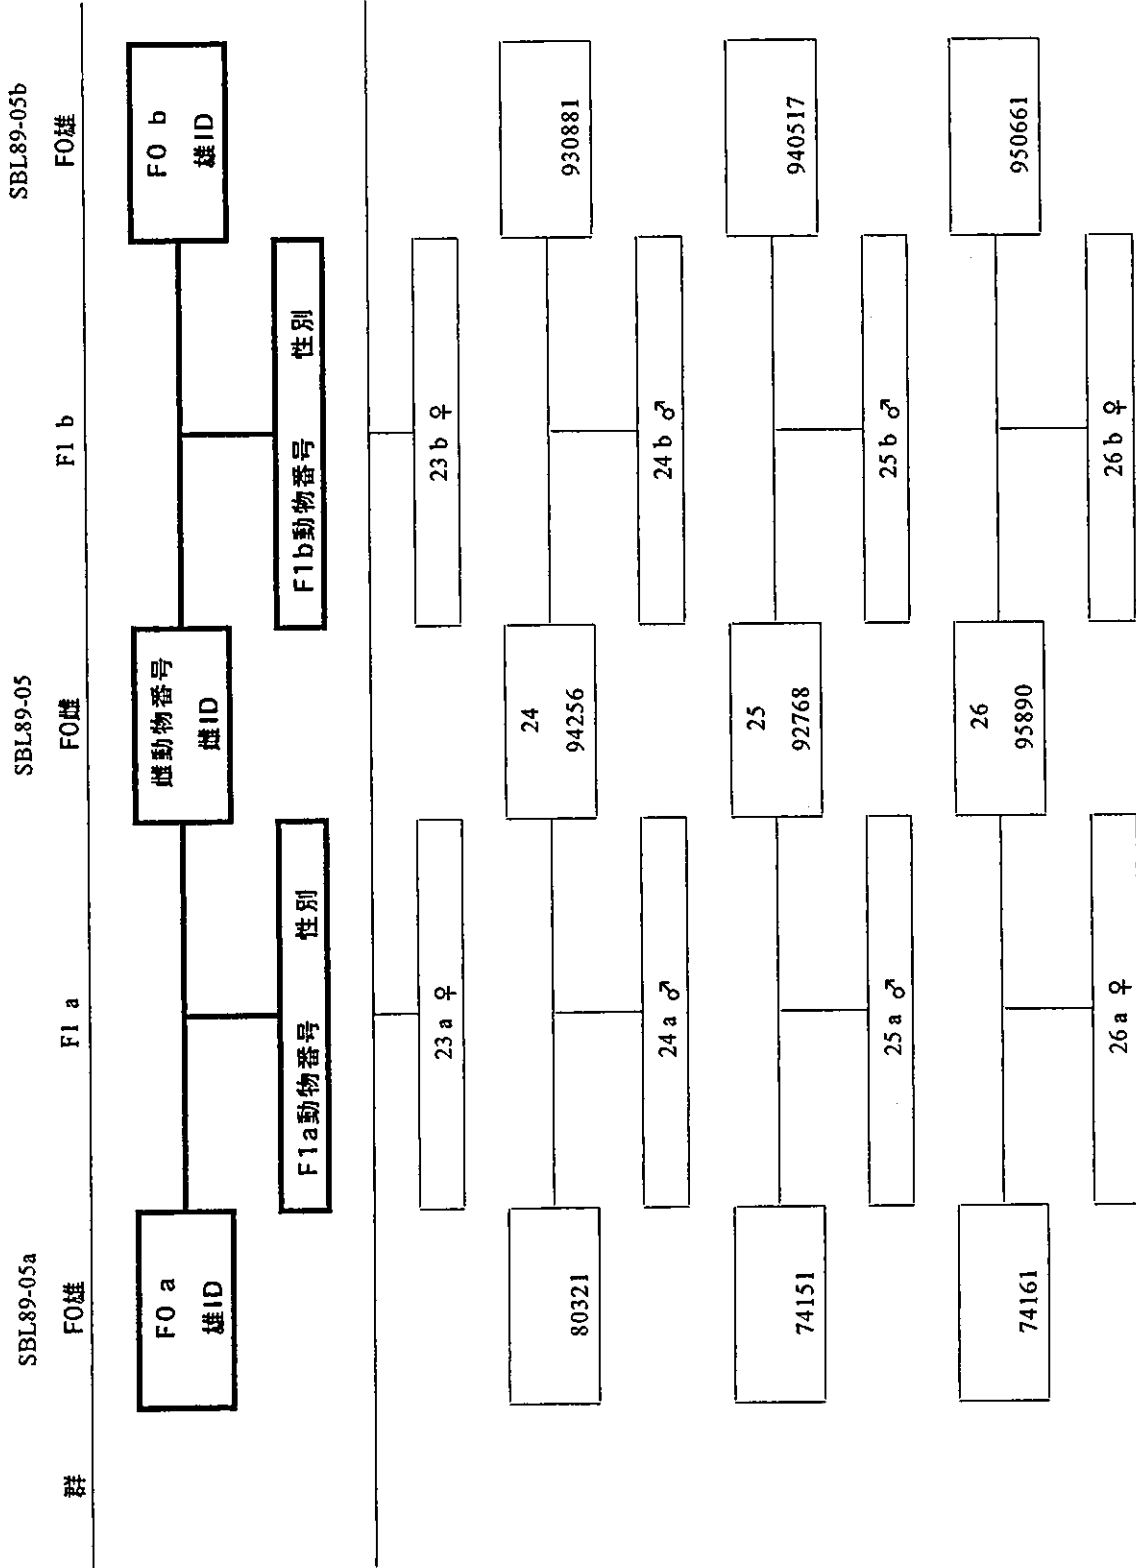 SBL89-05a SBL89-05 SBL89-05b
群 F0雄 F1 a F0雌 F1 b F0雄
F0 a 雌動物番号 F0 b
雄ID 雌ID 雄ID
F1a動物番号 性別 F1b動物番号 性別
23 a ♀ 23 b ♀
24
80321 94256 930881
24 a ♂ 24 b ♂
25
74151 92768 940517
25 a ♂ 25 b ♂
26
74161 95890 950661
26 a ♀ 26 b ♀